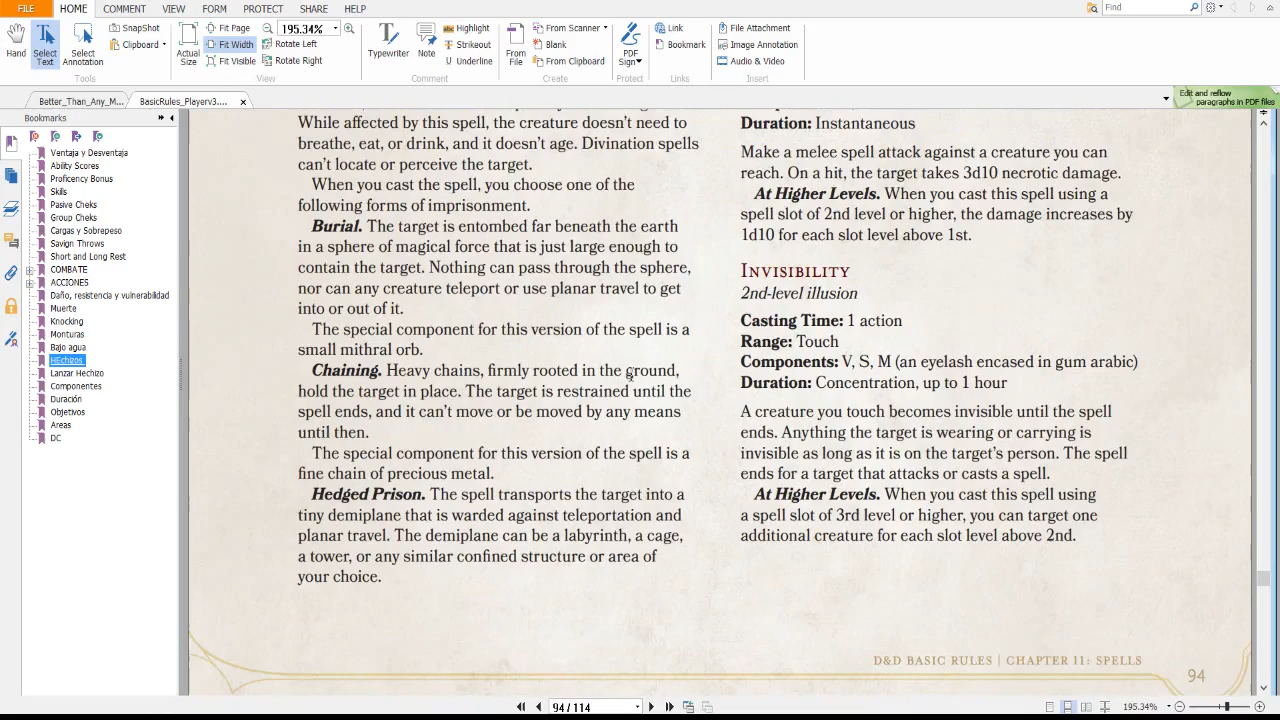 FILE
HOME
COMMENT
VIEW
FORM
PROTECT
SHARE
HELP
Find
Hand
Select Text
Select Annotation
SnapShot
Clipboard
Tools
Actual Size
Fit Page
Fit Width
Fit Visible
195.34%
Rotate Left
Rotate Right
View
Typewriter
Note
Highlight
Strikeout
Underline
Comment
From File
From Scanner
Blank
From Clipboard
Create
PDF Sign
Protect
Link
Bookmark
Links
File Attachment
Image Annotation
Audio & Video
Insert
Better_Than_Any_M...
BasicRules_Playerv3....
Edit and reflow
paragraphs in PDF files
Bookmarks
Ventaja y Desventaja
Ability Scores
Proficency Bonus
Skills
Pasive Cheks
Group Cheks
Cargas y Sobrepeso
Savign Throws
Short and Long Rest
COMBATE
ACCIONES
Daño, resistencia y vulnerabilidad
Muerte
Knocking
Monturas
Bajo agua
HEchizos
Lanzar Hechizo
Componentes
Duración
Objetivos
Areas
DC
While affected by this spell, the creature doesn't need to
breathe, eat, or drink, and it doesn't age. Divination spells
can't locate or perceive the target.
When you cast the spell, you choose one of the
following forms of imprisonment.
Burial. The target is entombed far beneath the earth
in a sphere of magical force that is just large enough to
contain the target. Nothing can pass through the sphere,
nor can any creature teleport or use planar travel to get
into or out of it.
The special component for this version of the spell is a
small mithral orb.
Chaining. Heavy chains, firmly rooted in the ground,
hold the target in place. The target is restrained until the
spell ends, and it can't move or be moved by any means
until then.
The special component for this version of the spell is a
fine chain of precious metal.
Hedged Prison. The spell transports the target into a
tiny demiplane that is warded against teleportation and
planar travel. The demiplane can be a labyrinth, a cage,
a tower, or any similar confined structure or area of
your choice.
Duration: Instantaneous
Make a melee spell attack against a creature you can
reach. On a hit, the target takes 3d10 necrotic damage.
At Higher Levels. When you cast this spell using a
spell slot of 2nd level or higher, the damage increases by
1d10 for each slot level above 1st.
Invisibility
2nd-level illusion
Casting Time: 1 action
Range: Touch
Components: V, S, M (an eyelash encased in gum arabic)
Duration: Concentration, up to 1 hour
A creature you touch becomes invisible until the spell
ends. Anything the target is wearing or carrying is
invisible as long as it is on the target's person. The spell
ends for a target that attacks or casts a spell.
At Higher Levels. When you cast this spell using
a spell slot of 3rd level or higher, you can target one
additional creature for each slot level above 2nd.
D&D BASIC RULES | CHAPTER 11: SPELLS
94
94 / 114
195.34%